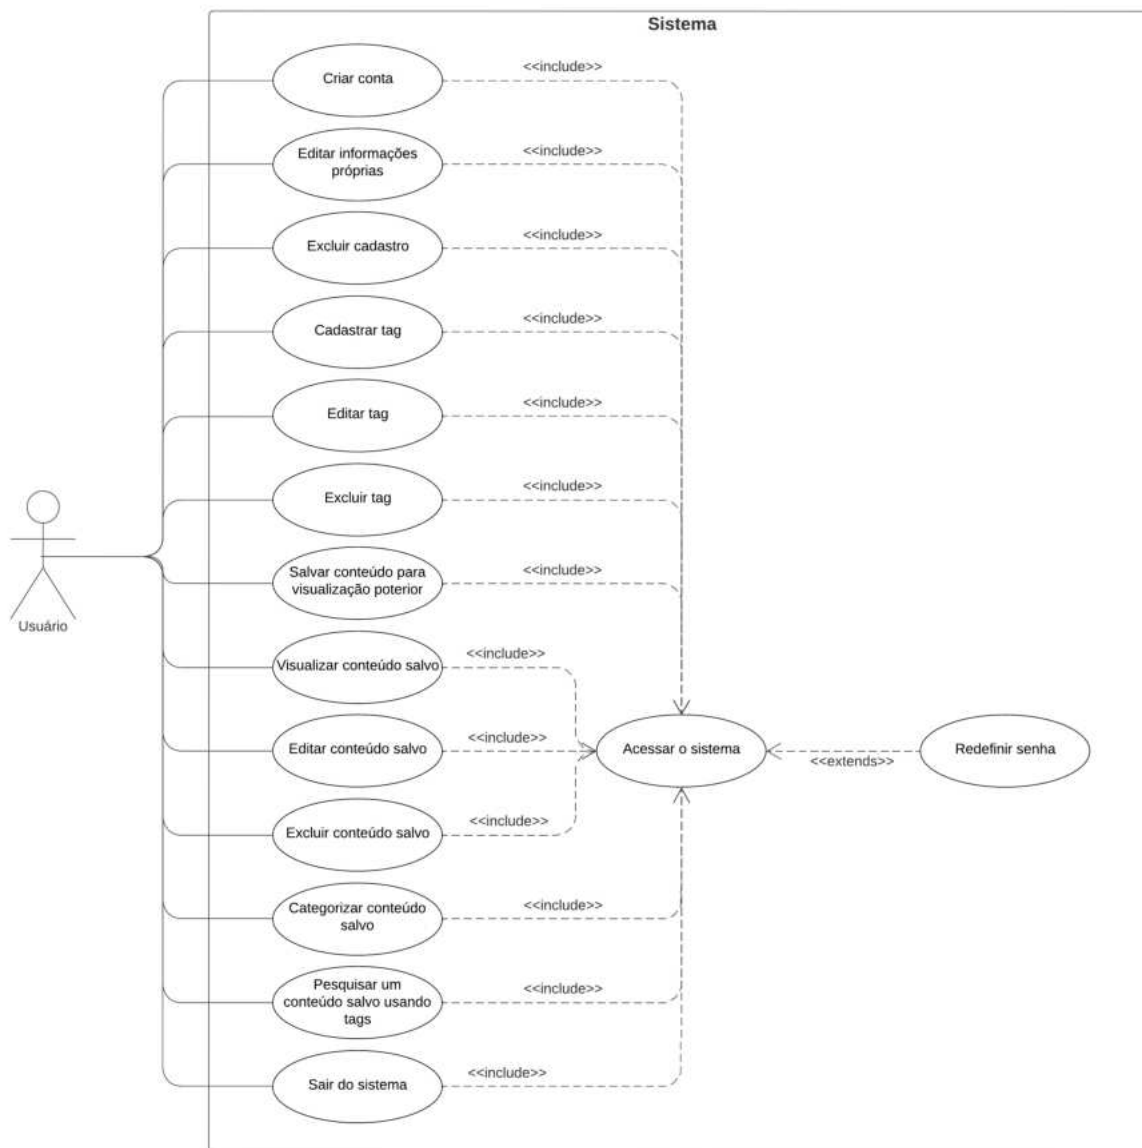 Sistema
Criar conta
<<include>>
Editar informações
próprias
<<include>>
Excluir cadastro
<<include>>
Cadastrar tag
<<include>>
Editar tag
<<include>>
Excluir tag
<<include>>
Salvar conteúdo para
visualização poterior
<<include>>
Usuário
Visualizar conteúdo salvo
<<include>>
Editar conteúdo salvo
<<include>>
Acessar o sistema
<<extends>>
Redefinir senha
Excluir conteúdo salvo
<<include>>
Categorizar conteúdo
salvo
<<include>>
Pesquisar um
conteúdo salvo usando
tags
<<include>>
Sair do sistema
<<include>>